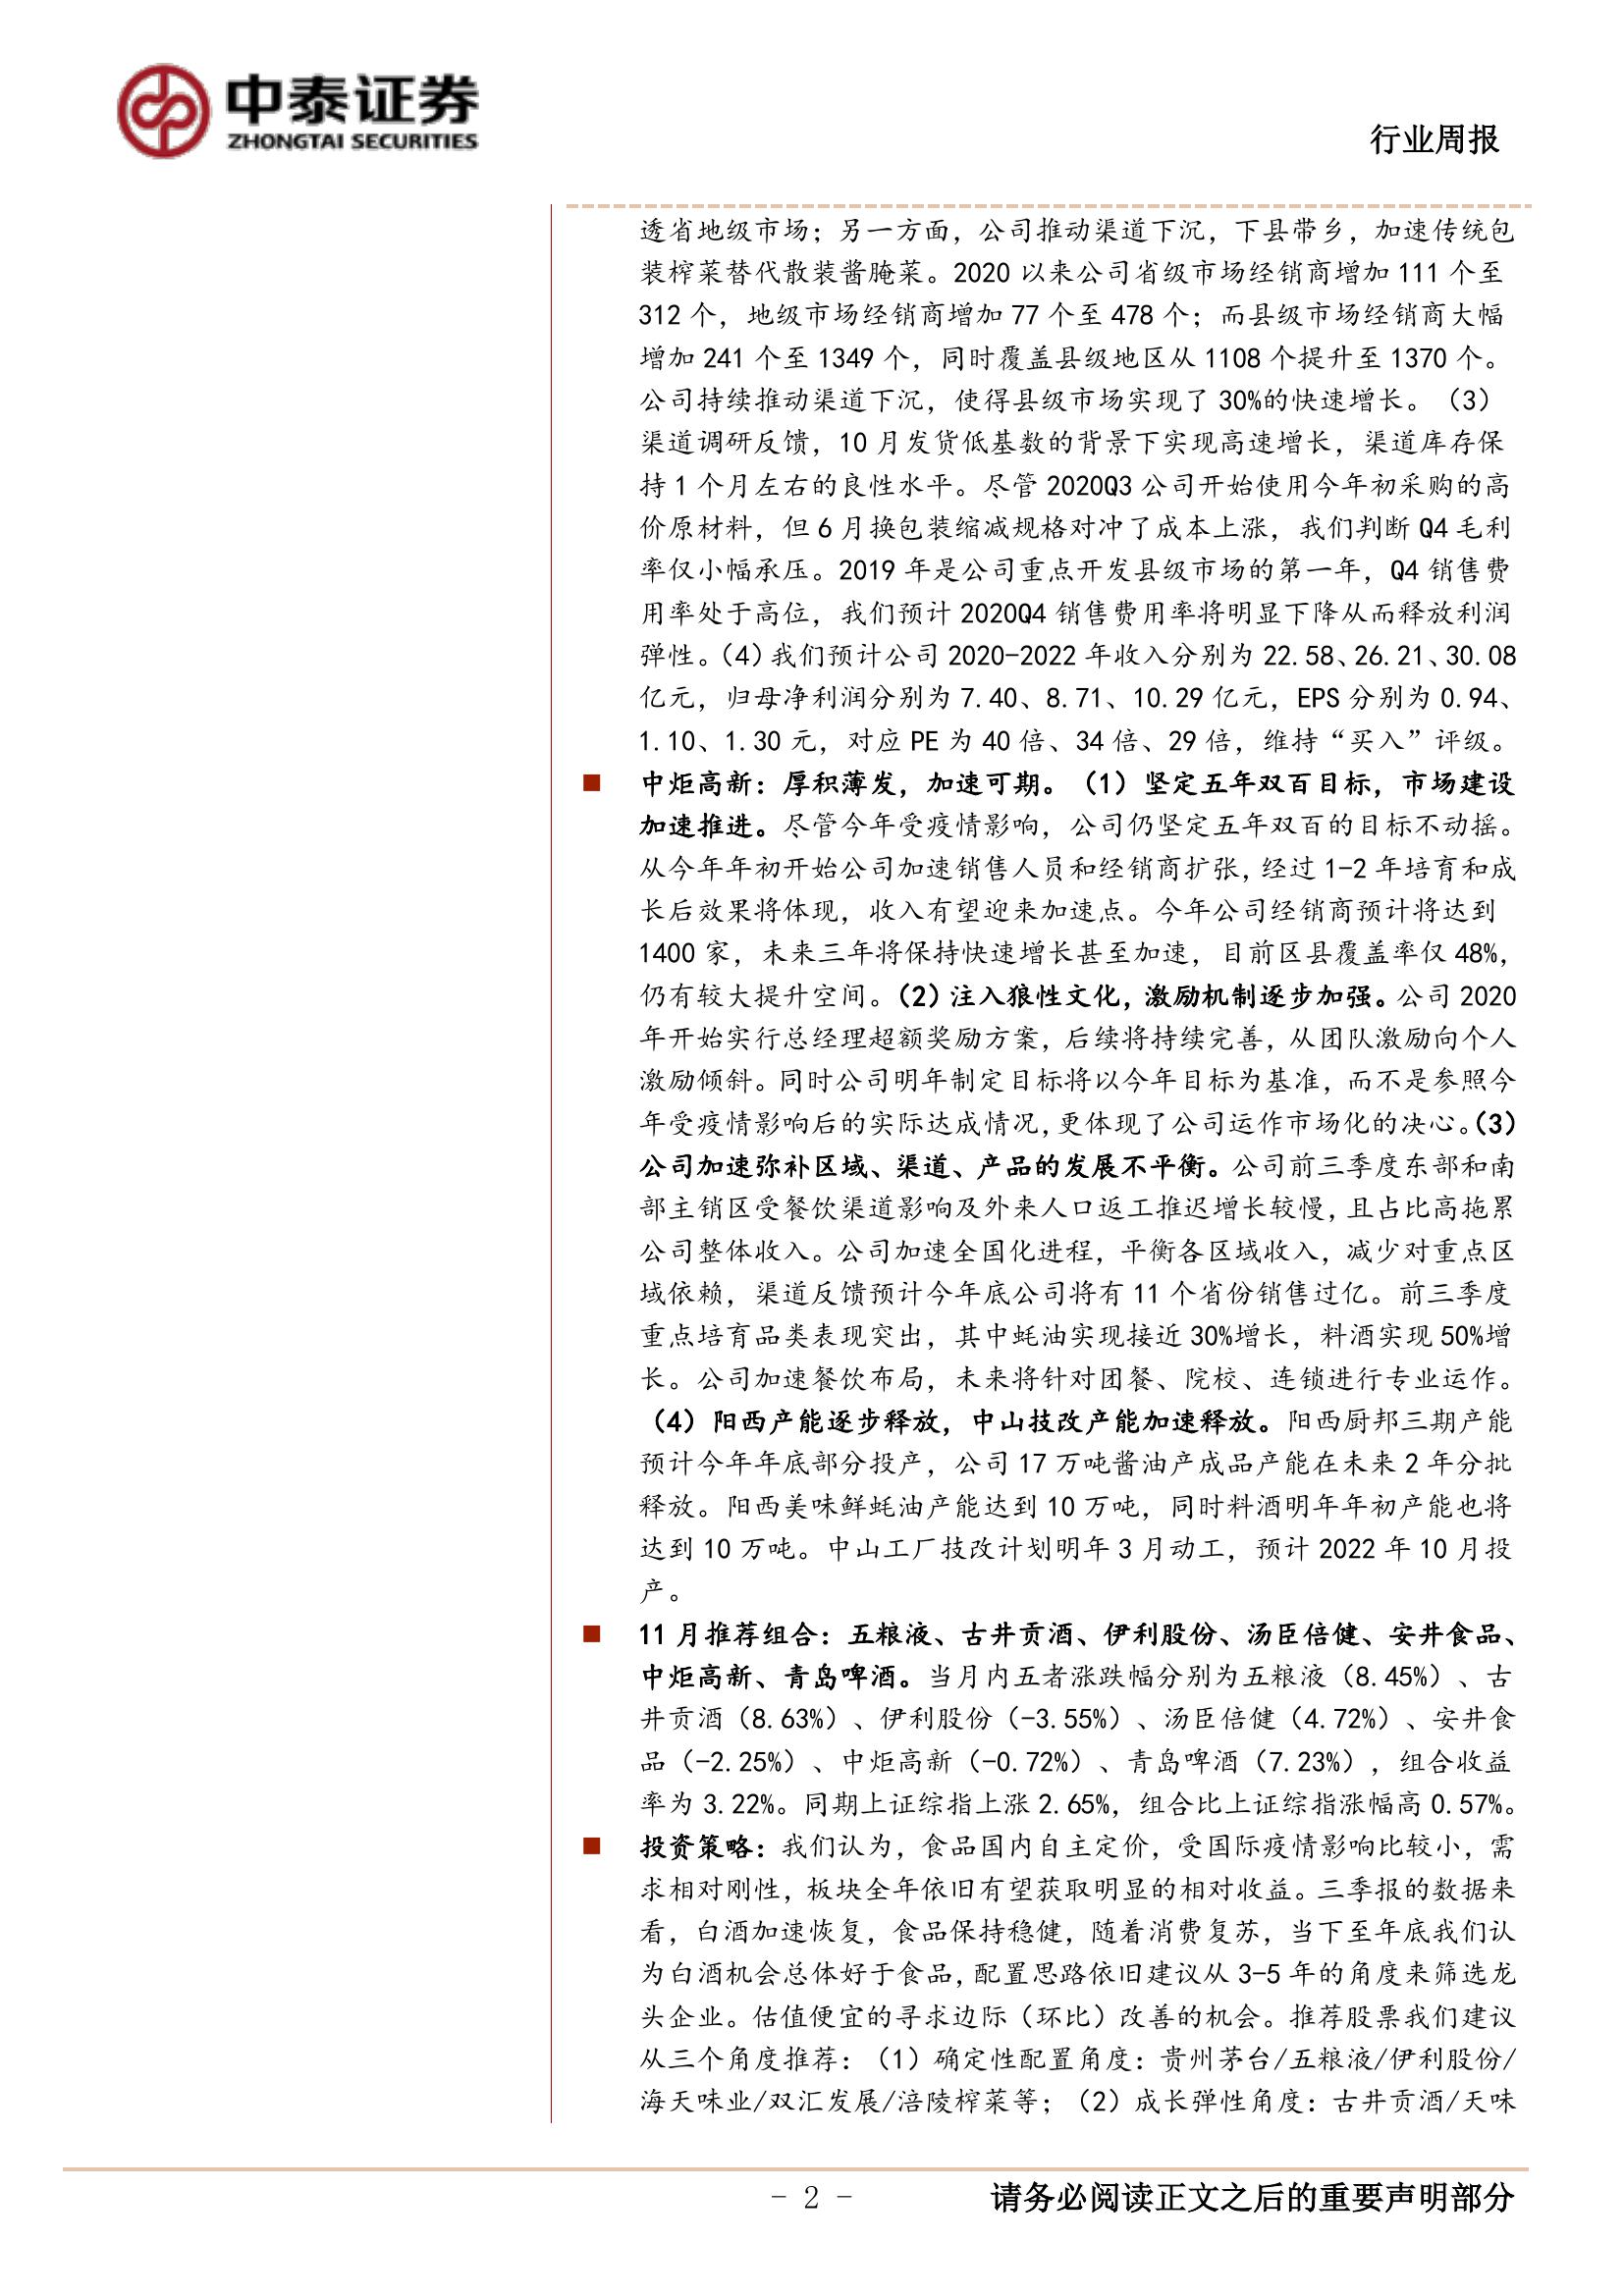 中泰证券
ZHONGTAI SECURITIES
行业周报
透省地级市场；另一方面，公司推动渠道下沉，下县带乡，加速传统包
装榨菜替代散装酱腌菜。2020 以来公司省级市场经销商增加 111 个至
312 个，地级市场经销商增加 77 个至 478 个；而县级市场经销商大幅
增加 241 个至 1349 个，同时覆盖县级地区从 1108 个提升至 1370 个。
公司持续推动渠道下沉，使得县级市场实现了 30%的快速增长。（3）
渠道调研反馈，10 月发货低基数的背景下实现高速增长，渠道库存保
持 1 个月左右的良性水平。尽管 2020Q3 公司开始使用今年初采购的高
价原材料，但 6 月换包装缩减规格对冲了成本上涨，我们判断 Q4 毛利
率仅小幅承压。2019 年是公司重点开发县级市场的第一年，Q4 销售费
用率处于高位，我们预计 2020Q4 销售费用率将明显下降从而释放利润
弹性。（4）我们预计公司 2020-2022 年收入分别为 22.58、26.21、30.08
亿元，归母净利润分别为 7.40、8.71、10.29 亿元，EPS 分别为 0.94、
1.10、1.30 元，对应 PE 为 40 倍、34 倍、29 倍，维持“买入”评级。
■ 中炬高新：厚积薄发，加速可期。（1）坚定五年双百目标，市场建设
加速推进。尽管今年受疫情影响，公司仍坚定五年双百的目标不动摇。
从今年年初开始公司加速销售人员和经销商扩张，经过 1-2 年培育和成
长后效果将体现，收入有望迎来加速点。今年公司经销商预计将达到
1400 家，未来三年将保持快速增长甚至加速，目前区县覆盖率仅 48%，
仍有较大提升空间。（2）注入狼性文化，激励机制逐步加强。公司 2020
年开始实行总经理超额奖励方案，后续将持续完善，从团队激励向个人
激励倾斜。同时公司明年制定目标将以今年目标为基准，而不是参照今
年受疫情影响后的实际达成情况，更体现了公司运作市场化的决心。（3）
公司加速弥补区域、渠道、产品的发展不平衡。公司前三季度东部和南
部主销区受餐饮渠道影响及外来人口返工推迟增长较慢，且占比高拖累
公司整体收入。公司加速全国化进程，平衡各区域收入，减少对重点区
域依赖，渠道反馈预计今年底公司将有 11 个省份销售过亿。前三季度
重点培育品类表现突出，其中蚝油实现接近 30%增长，料酒实现 50%增
长。公司加速餐饮布局，未来将针对团餐、院校、连锁进行专业运作。
（4）阳西产能逐步释放，中山技改产能加速释放。阳西厨邦三期产能
预计今年年底部分投产，公司 17 万吨酱油产成品产能在未来 2 年分批
释放。阳西美味鲜蚝油产能达到 10 万吨，同时料酒明年年初产能也将
达到 10 万吨。中山工厂技改计划明年 3 月动工，预计 2022 年 10 月投
产。
■ 11 月推荐组合：五粮液、古井贡酒、伊利股份、汤臣倍健、安井食品、
中炬高新、青岛啤酒。当月内五者涨跌幅分别为五粮液（8.45%）、古
井贡酒（8.63%）、伊利股份（-3.55%）、汤臣倍健（4.72%）、安井食
品（-2.25%）、中炬高新（-0.72%）、青岛啤酒（7.23%），组合收益
率为 3.22%。同期上证综指上涨 2.65%，组合比上证综指涨幅高 0.57%。
■ 投资策略：我们认为，食品国内自主定价，受国际疫情影响比较小，需
求相对刚性，板块全年依旧有望获取明显的相对收益。三季报的数据来
看，白酒加速恢复，食品保持稳健，随着消费复苏，当下至年底我们认
为白酒机会总体好于食品，配置思路依旧建议从 3-5 年的角度来筛选龙
头企业。估值便宜的寻求边际（环比）改善的机会。推荐股票我们建议
从三个角度推荐：（1）确定性配置角度：贵州茅台/五粮液/伊利股份/
海天味业/双汇发展/涪陵榨菜等；（2）成长弹性角度：古井贡酒/天味
- 2 -
请务必阅读正文之后的重要声明部分